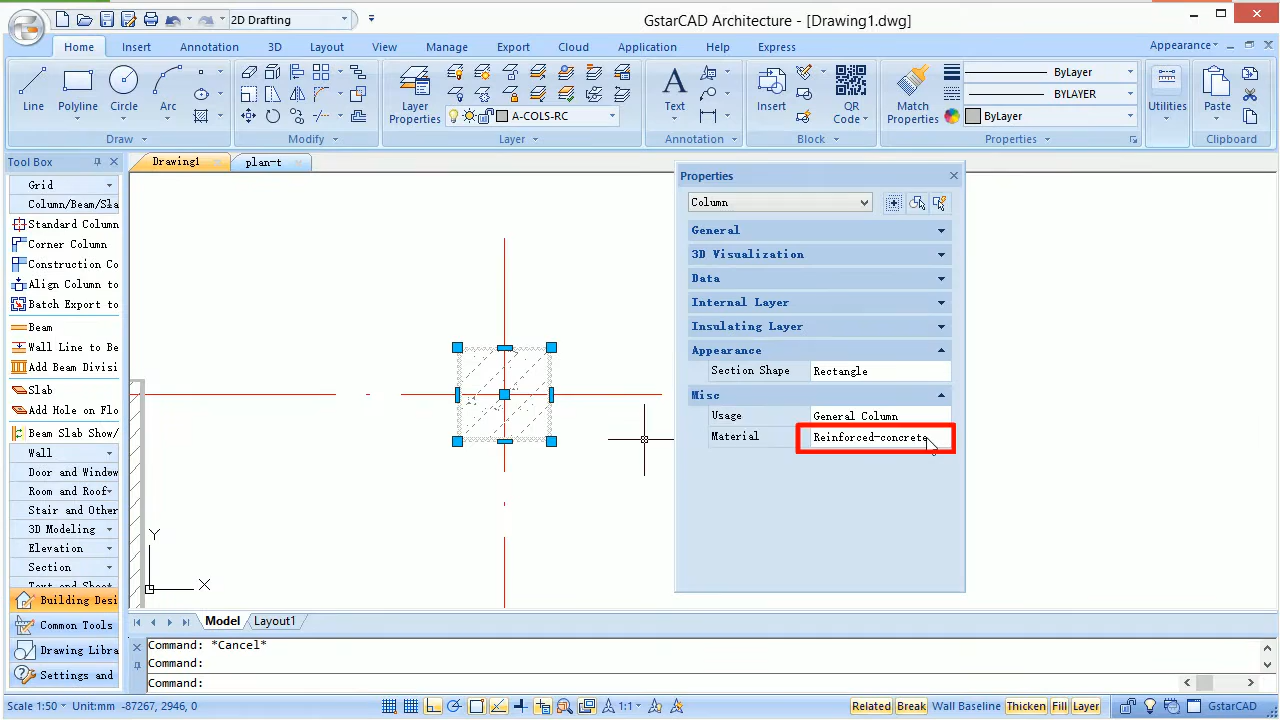 2D Drafting
GstarCAD Architecture - [Drawing1.dwg]
Home Insert Annotation 3D Layout View Manage Export Cloud Application Help Express Appearance
Line Polyline Circle Arc
Layer Properties
A-COLS-RC
Text
Insert
QR Code
Match Properties
ByLayer
BYLAYER
ByLayer
Utilities
Paste
Draw Modify Layer Annotation Block Properties Clipboard
Tool Box
Drawing1 plan-t
Grid
Column/Beam/Sla
Standard Column
Corner Column
Construction Co
Align Column to
Batch Export to
Beam
Wall Line to Be
Add Beam Divisi
Slab
Add Hole on Flo
Beam Slab Show/
Wall
Door and Window
Room and Roof
Stair and Other
3D Modeling
Elevation
Section
Text and Sheet
Building Desi
Common Tools
Drawing Libra
Settings and
Properties
Column
General
3D Visualization
Data
Internal Layer
Insulating Layer
Appearance
Section Shape Rectangle
Misc
Usage General Column
Material Reinforced-concrete
Y
X
Model Layout1
Command: *Cancel*
Command:
Command:
Scale 1:50 Unit:mm -87267, 2946, 0
1:1
Related Break Wall Baseline Thicken Fill Layer
GstarCAD